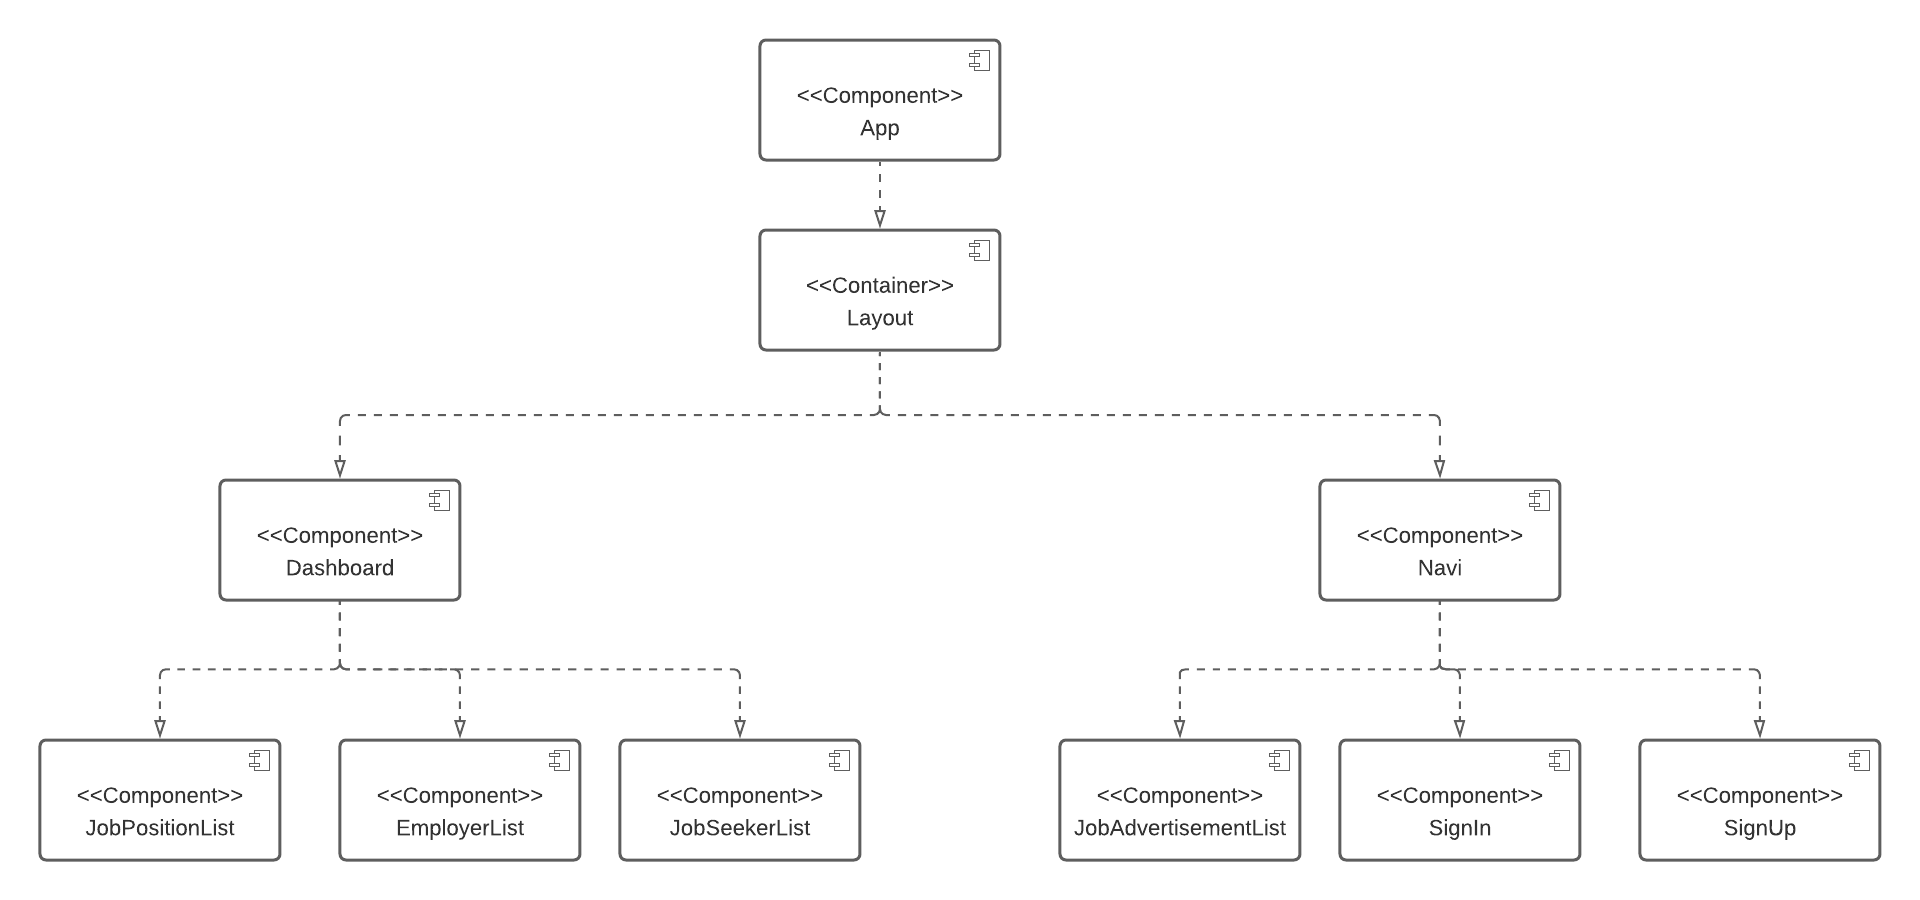 <<Component>>
App
<<Container>>
Layout
<<Component>>
Dashboard
<<Component>>
Navi
<<Component>>
JobPositionList
<<Component>>
EmployerList
<<Component>>
JobSeekerList
<<Component>>
JobAdvertisementList
<<Component>>
SignIn
<<Component>>
SignUp